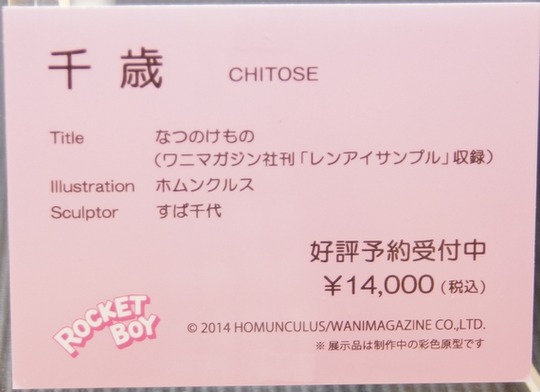 千歳 CHITOSE
Title なつのけもの
(ワニマガジン社刊「レンアイサンプル」収録)
Illustration ホムンクルス
Sculptor すぱ千代
好評予約受付中
¥14,000(税込)
ROCKET BOY
© 2014 HOMUNCULUS/WANIMAGAZINE CO.,LTD.
※ 展示品は制作中の彩色原型です